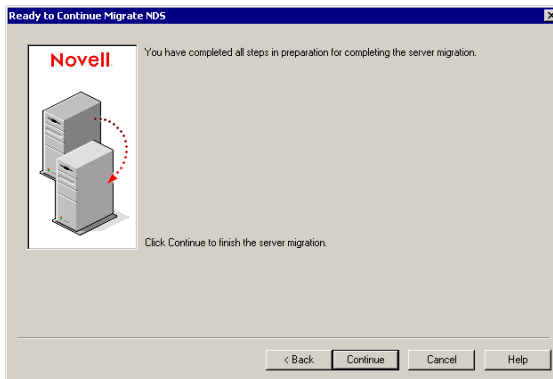 Ready to Continue Migrate NDS
Novell
You have completed all steps in preparation for completing the server migration.
Click Continue to finish the server migration.
< Back
Continue
Cancel
Help